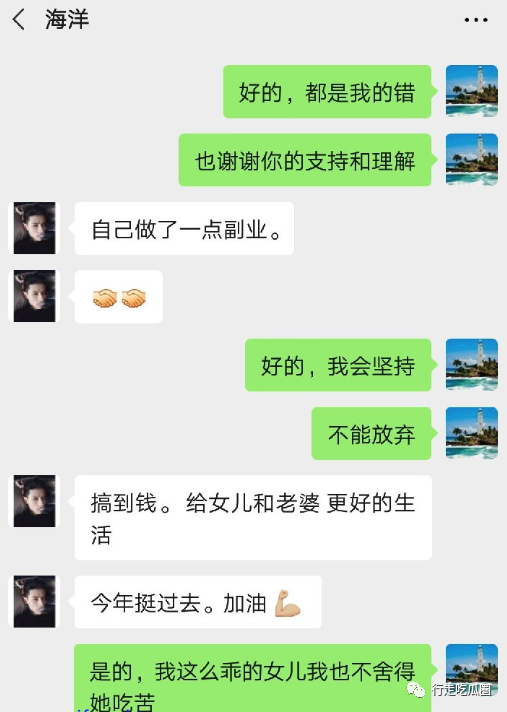 海洋
好的，都是我的错
也谢谢你的支持和理解
自己做了一点副业。
好的，我会坚持
不能放弃
搞到钱。给女儿和老婆 更好的生
活
今年挺过去。加油
是的，我这么乖的女儿我也不舍得
她吃苦
行走吃瓜圈